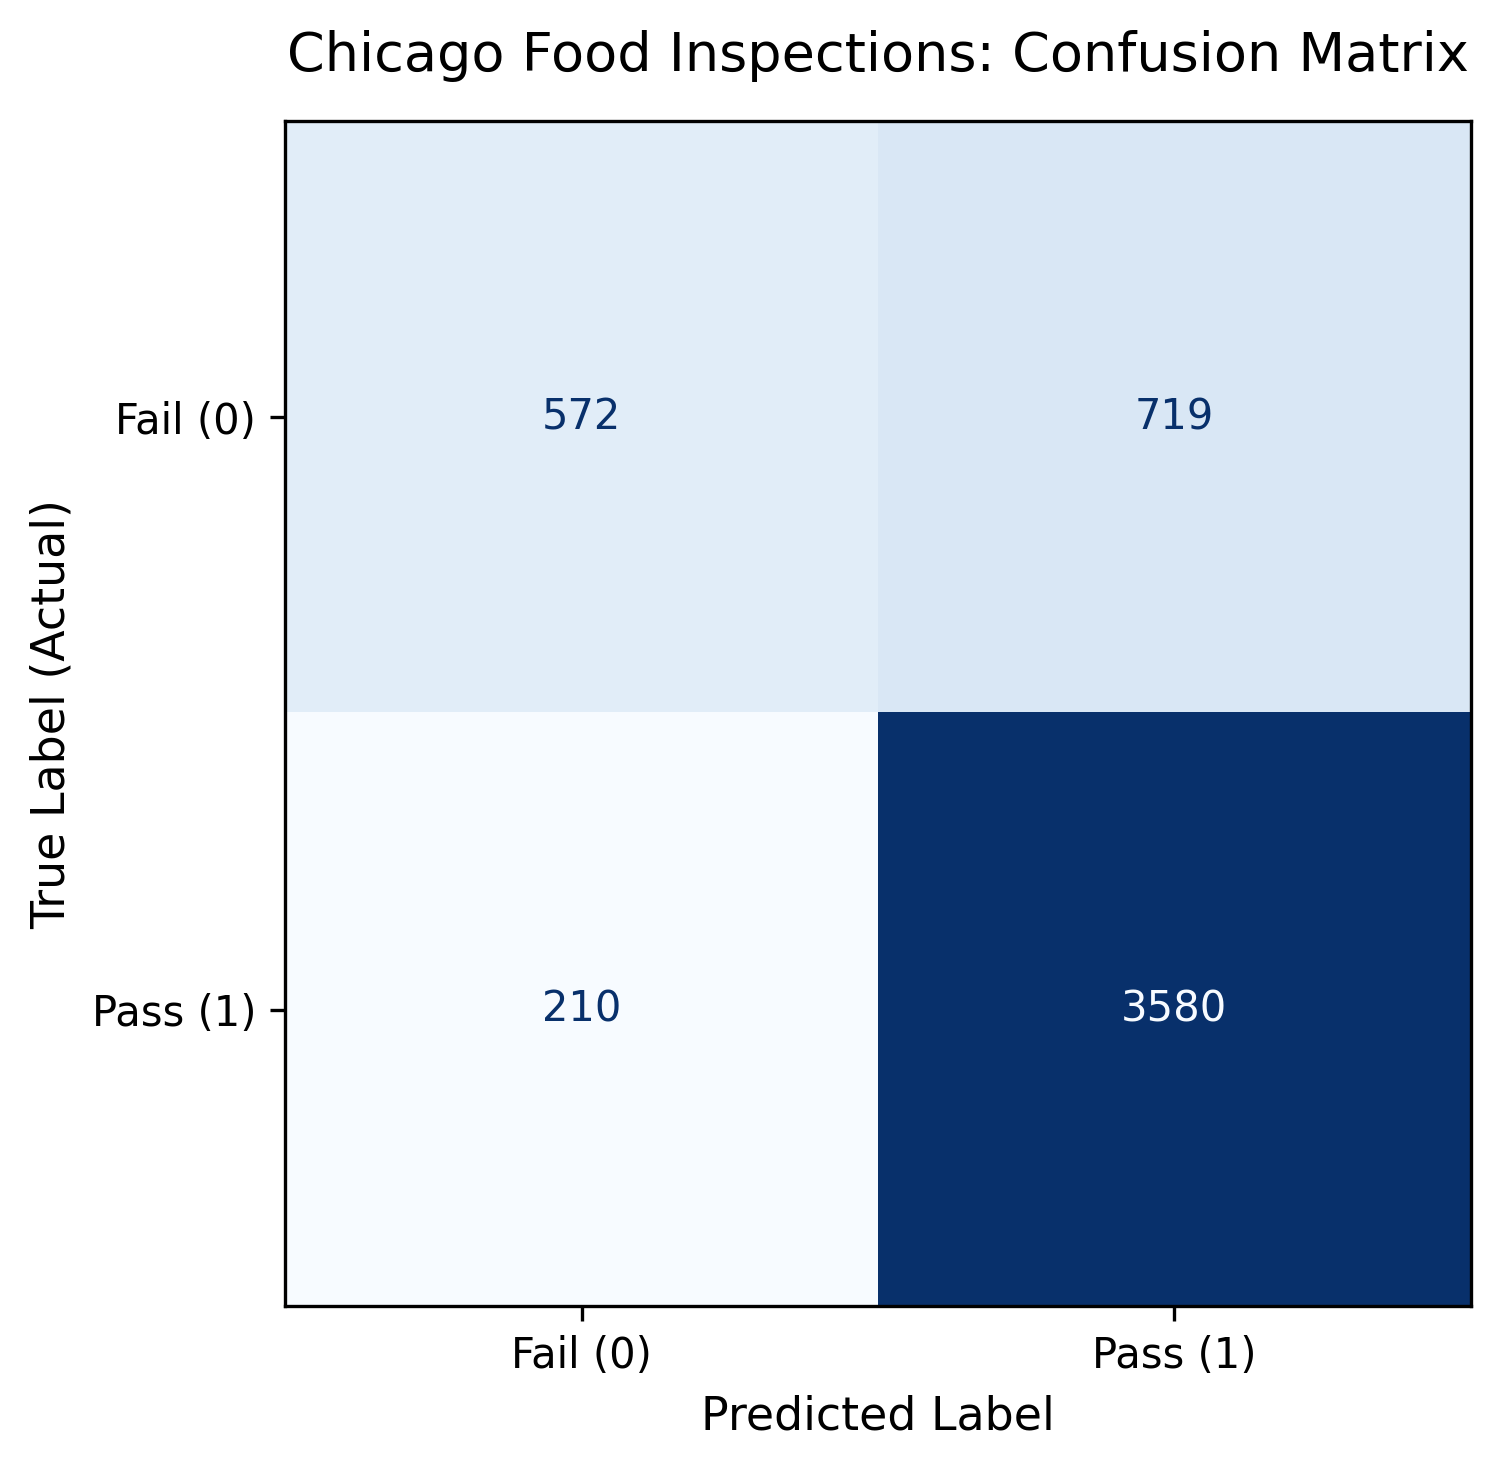 Chicago Food Inspections: Confusion Matrix
True Label (Actual)
Fail (0)
572
719
Pass (1)
210
3580
Fail (0)
Pass (1)
Predicted Label